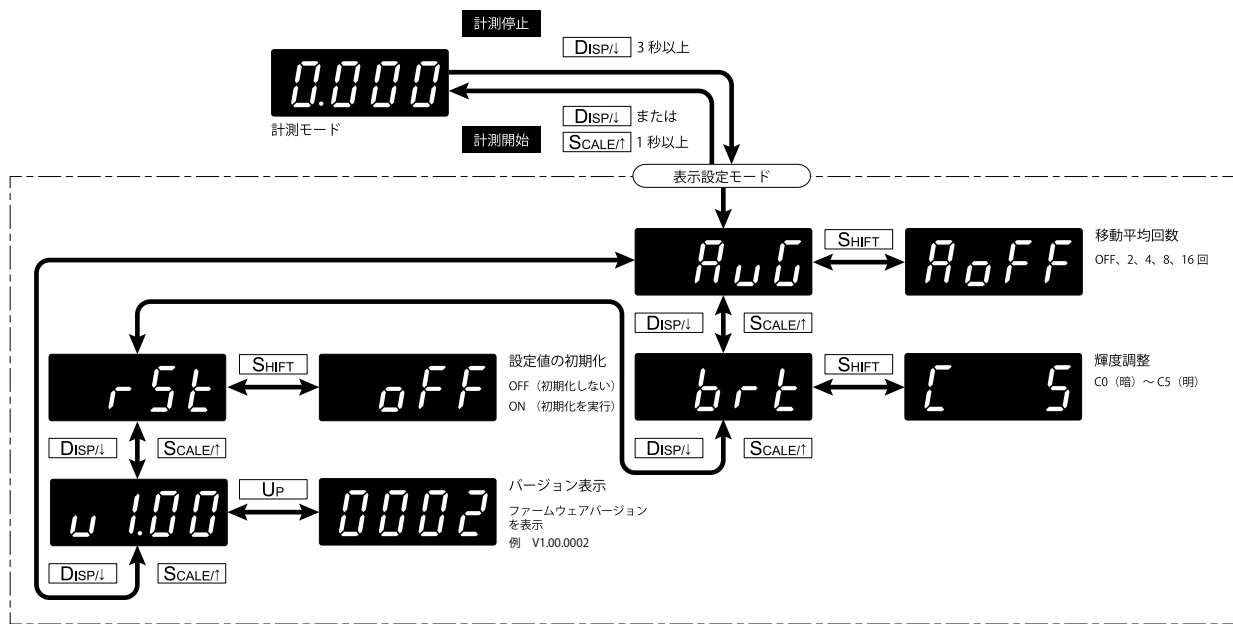 計測停止
DISP/↓ 3 秒以上
0.000
計測モード
DISP/↓ または
計測開始
SCALE/↑ 1 秒以上
表示設定モード
AvG
SHIFT
AoFF
移動平均回数
OFF、2、4、8、16 回
DISP/↓ SCALE/↑
rSt
SHIFT
oFF
設定値の初期化
OFF（初期化しない）
ON （初期化を実行）
brt
SHIFT
C 5
輝度調整
C0（暗）～ C5（明）
DISP/↓ SCALE/↑
DISP/↓ SCALE/↑
v 1.00
UP
0002
バージョン表示
ファームウェアバージョン
を表示
例 V1.00.0002
DISP/↓ SCALE/↑